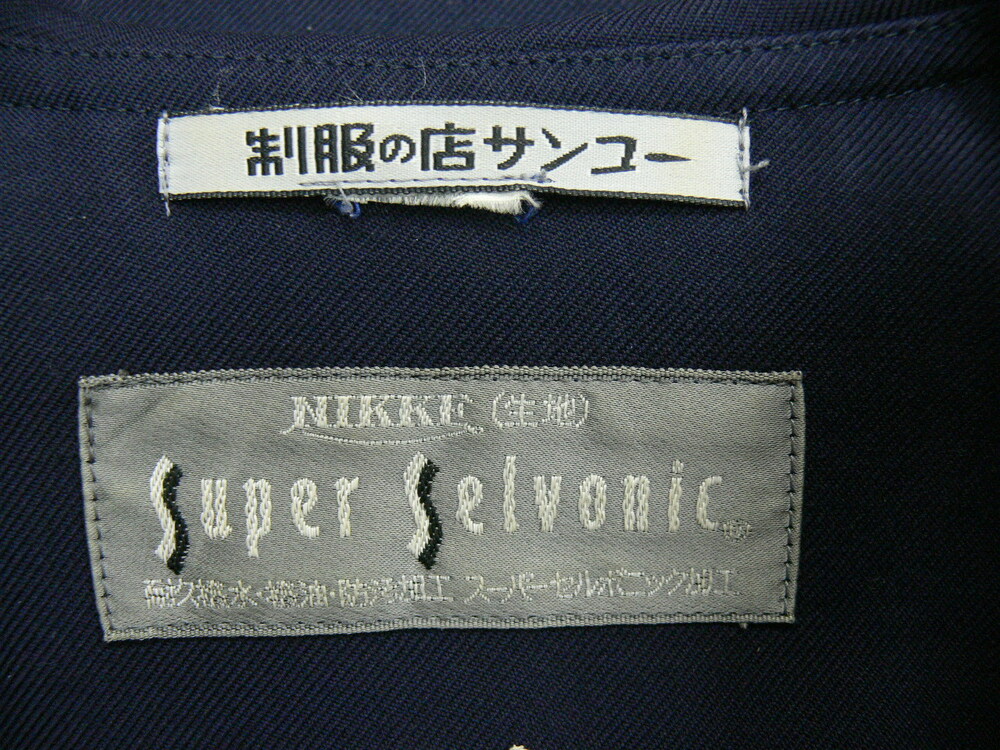 制服の店サンコー
NIKKE (生地)
Super Selvonic®
耐久撥水・撥油・防汚加工 スーパーセルボニック加工